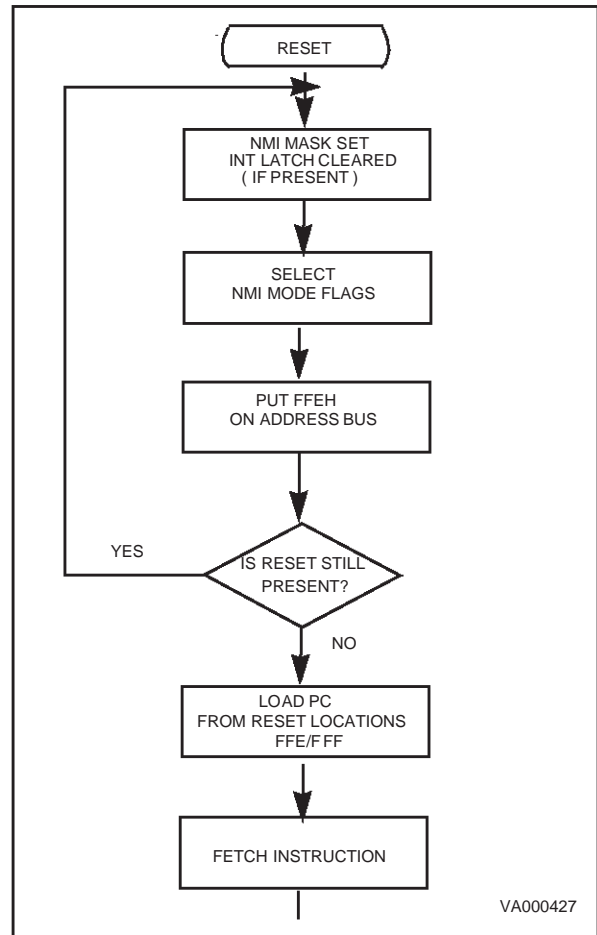 RESET
NMI MASK SET
INT LATCH CLEARED
( IF PRESENT )
SELECT
NMI MODE FLAGS
PUT FFEH
ON ADDRESS BUS
YES
IS RESET STILL
PRESENT?
NO
LOAD PC
FROM RESET LOCATIONS
FFE/FFF
FETCH INSTRUCTION
VA000427